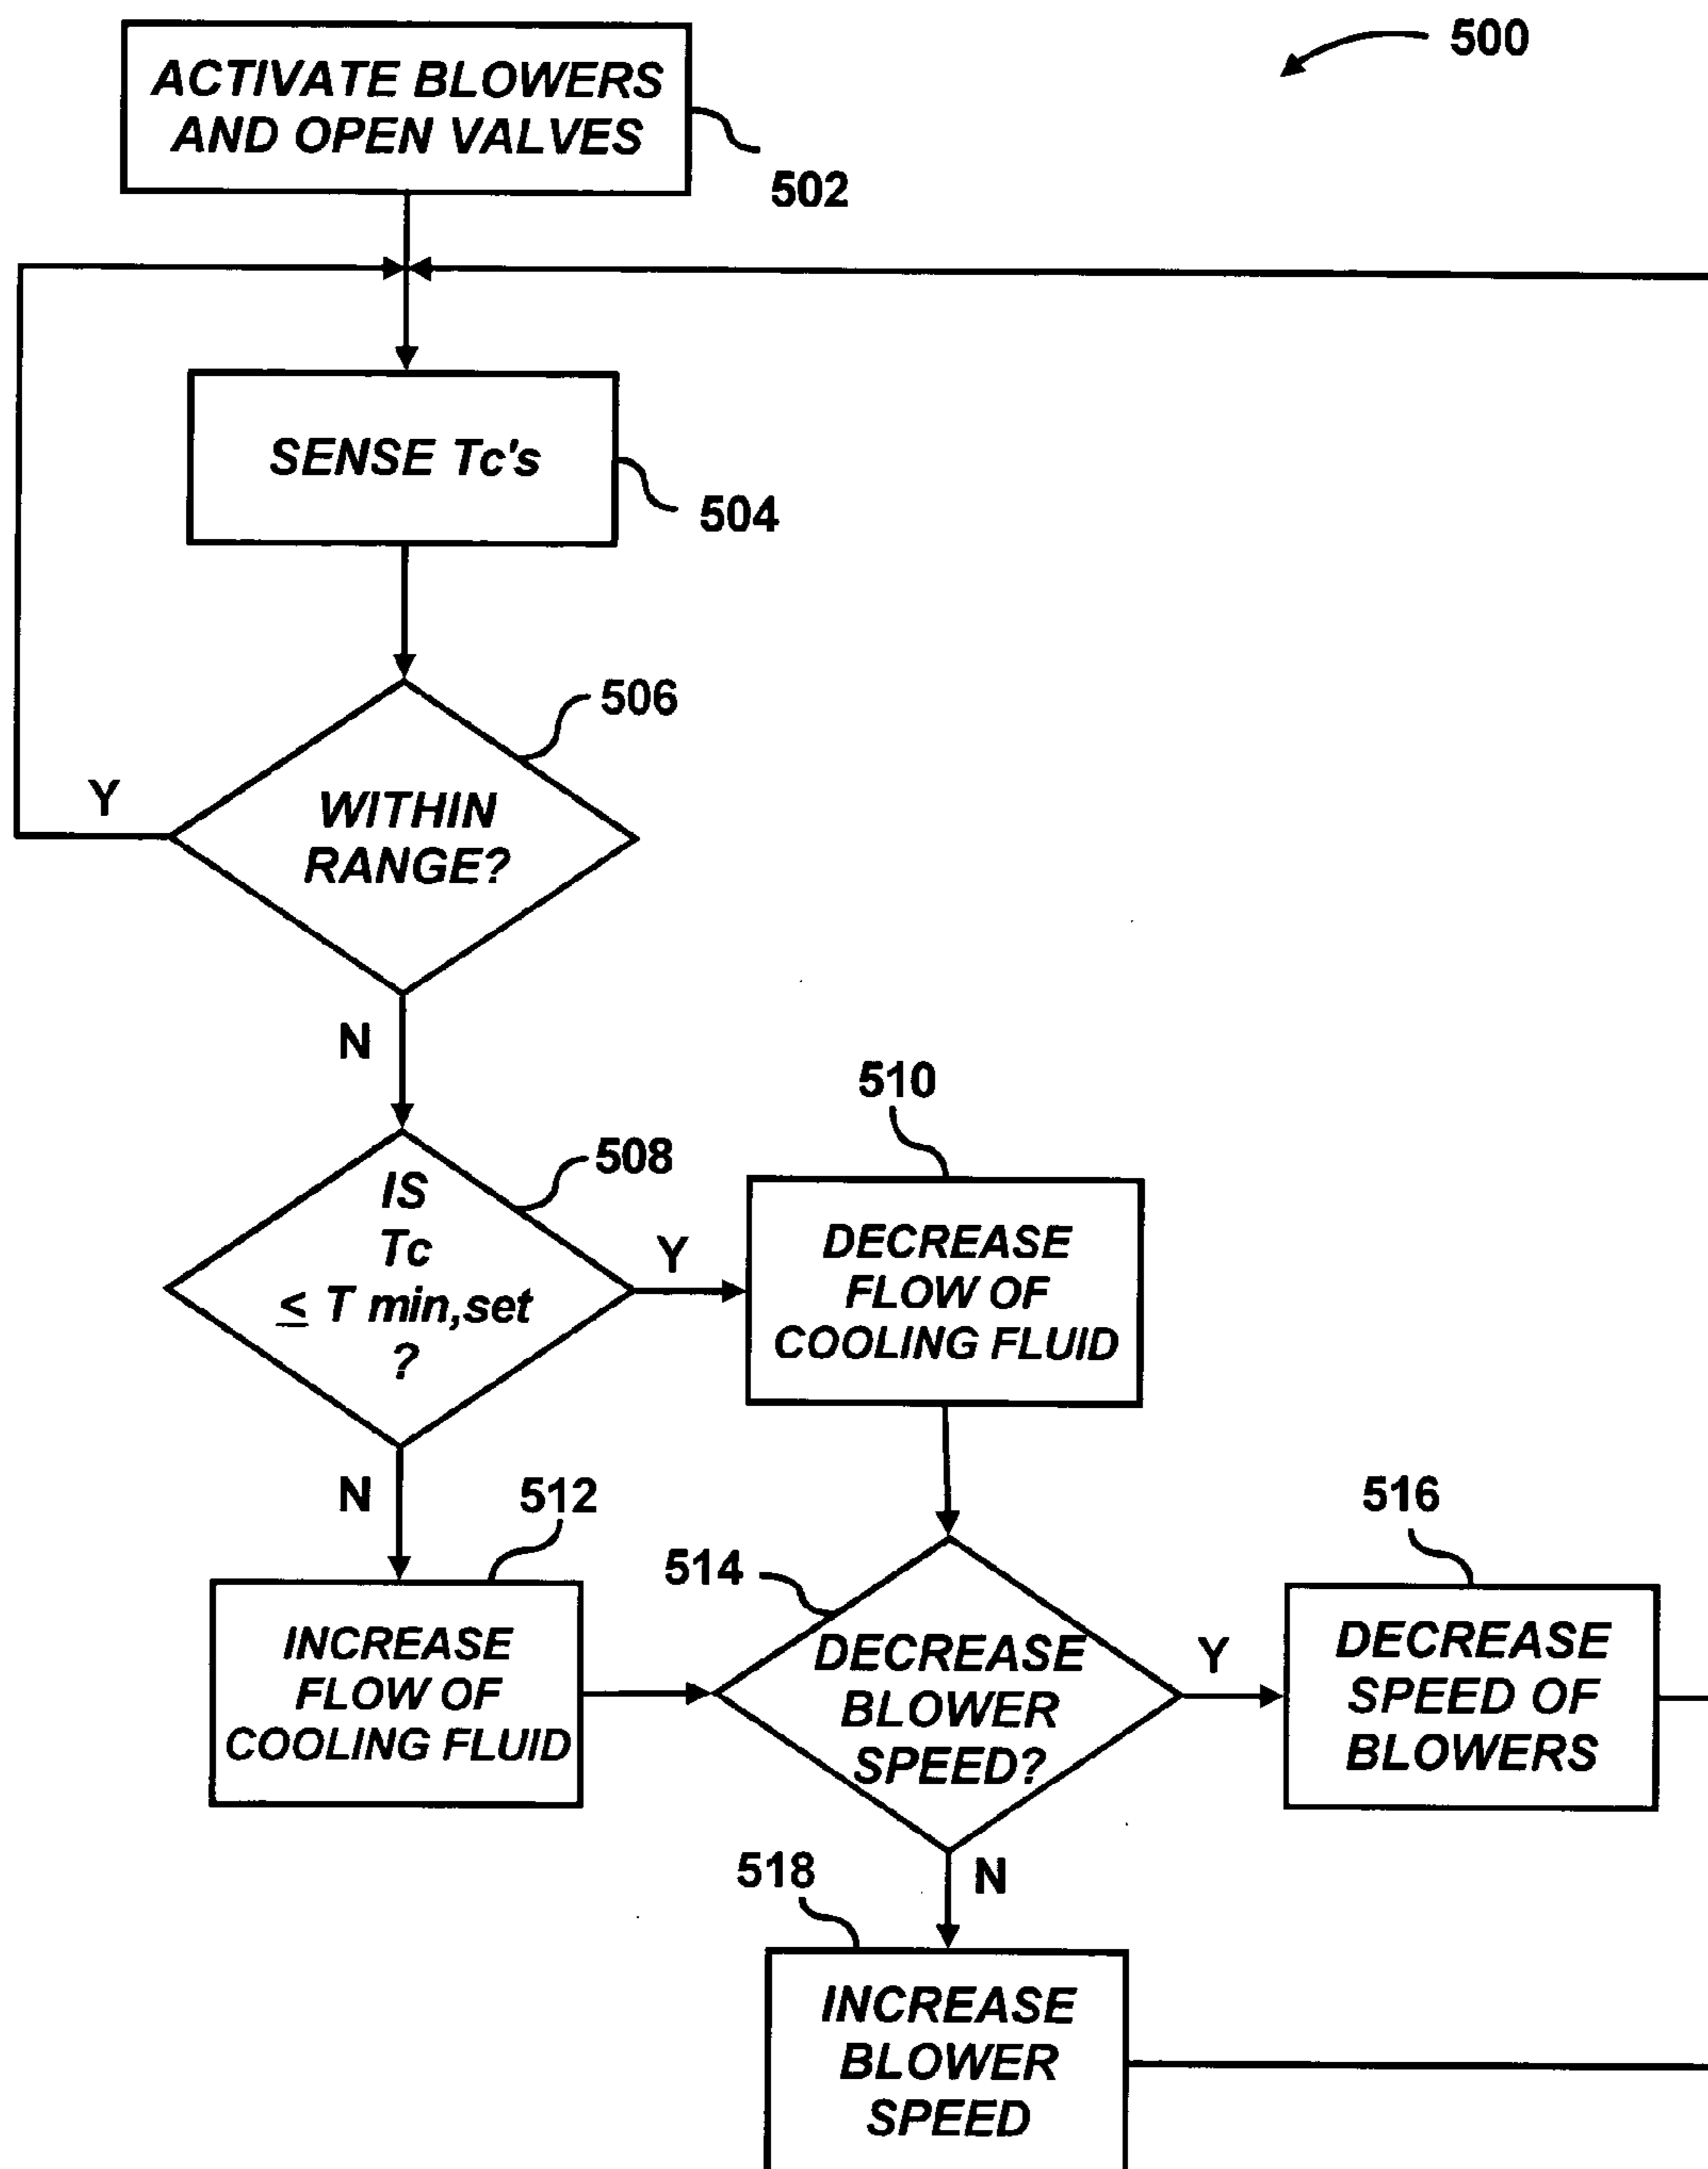 500
ACTIVATE BLOWERS
AND OPEN VALVES
502
SENSE Tc's
504
506
Y
WITHIN
RANGE?
N
508
IS
Tc
≤ T min,set
?
Y
510
DECREASE
FLOW OF
COOLING FLUID
N
512
INCREASE
FLOW OF
COOLING FLUID
514
DECREASE
BLOWER
SPEED?
Y
516
DECREASE
SPEED OF
BLOWERS
N
518
INCREASE
BLOWER
SPEED